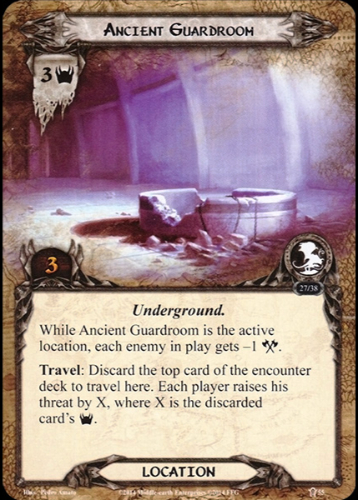 ANCIENT GUARDROOM
3
3
27/38
Underground.
While Ancient Guardroom is the active
location, each enemy in play gets –1 .
Travel: Discard the top card of the encounter
deck to travel here. Each player raises his
threat by X, where X is the discarded
card's .
LOCATION